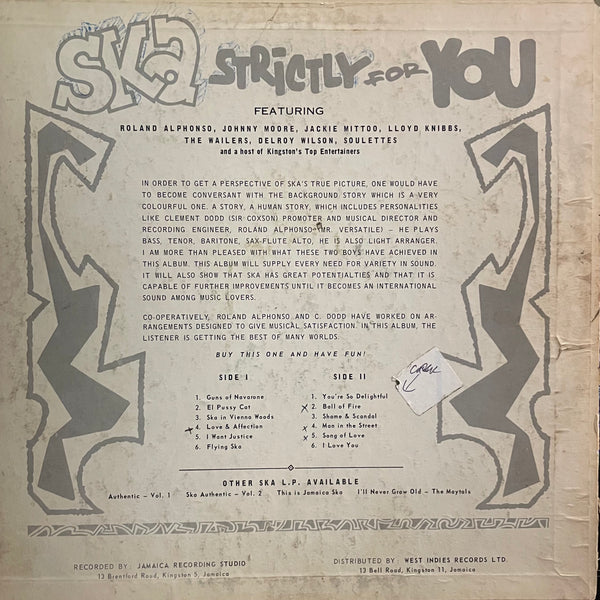 SKa STRICTLY FOR YOU
FEATURING
ROLAND ALPHONSO, JOHNNY MOORE, JACKIE MITTOO, LLOYD KNIBBS,
THE WAILERS, DELROY WILSON, SOULETTES
and a host of Kingston's Top Entertainers
IN ORDER TO GET A PERSPECTIVE OF SKA'S TRUE PICTURE, ONE WOULD HAVE
TO BECOME CONVERSANT WITH THE BACKGROUND STORY WHICH IS A VERY
COLOURFUL ONE. A STORY, A HUMAN STORY, WHICH INCLUDES PERSONALITIES
LIKE CLEMENT DODD (SIR COXSON) PROMOTER AND MUSICAL DIRECTOR AND
RECORDING ENGINEER, ROLAND ALPHONSO (MR. VERSATILE) – HE PLAYS
BASS, TENOR, BARITONE, SAX-FLUTE ALTO, HE IS ALSO LIGHT ARRANGER.
I AM MORE THAN PLEASED WITH WHAT THESE TWO BOYS HAVE ACHIEVED IN
THIS ALBUM. THIS ALBUM WILL SUPPLY EVERY NEED FOR VARIETY IN SOUND.
IT WILL ALSO SHOW THAT SKA HAS GREAT POTENTIALTIES AND THAT IT IS
CAPABLE OF FURTHER IMPROVEMENTS UNTIL IT BECOMES AN INTERNATIONAL
SOUND AMONG MUSIC LOVERS.
CO-OPERATIVELY, ROLAND ALPHONSO AND C. DODD HAVE WORKED ON AR-
RANGEMENTS DESIGNED TO GIVE MUSICAL SATISFACTION. IN THIS ALBUM, THE
LISTENER IS GETTING THE BEST OF MANY WORLDS.
BUY THIS ONE AND HAVE FUN!
SIDE I
1. Guns of Navarone
2. El Pussy Cat
3. Ska in Vienna Woods
4. Love & Affection
5. I Want Justice
6. Flying Ska
SIDE II
1. You're So Delightful
2. Ball of Fire
3. Shame & Scandal
4. Man in the Street
5. Song of Love
6. I Love You
OTHER SKA L.P. AVAILABLE
Authentic – Vol. 1 Ska Authentic – Vol. 2 This is Jamaica Ska I'll Never Grow Old – The Maytals
RECORDED BY: JAMAICA RECORDING STUDIO
13 Brentford Road, Kingston 5, Jamaica
DISTRIBUTED BY: WEST INDIES RECORDS LTD.
13 Bell Road, Kingston 11, Jamaica